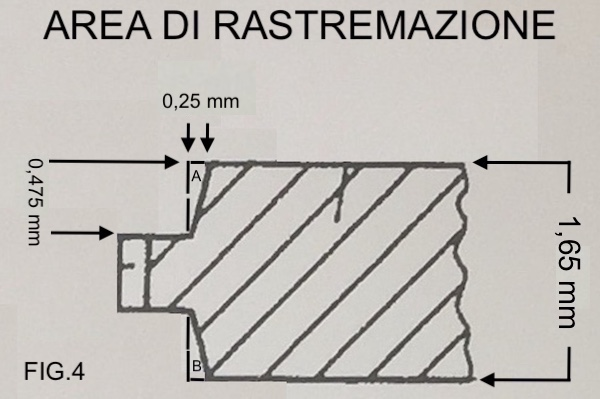 AREA DI RASTREMAZIONE
0,25 mm
A
0,475 mm
1,65 mm
B
FIG.4